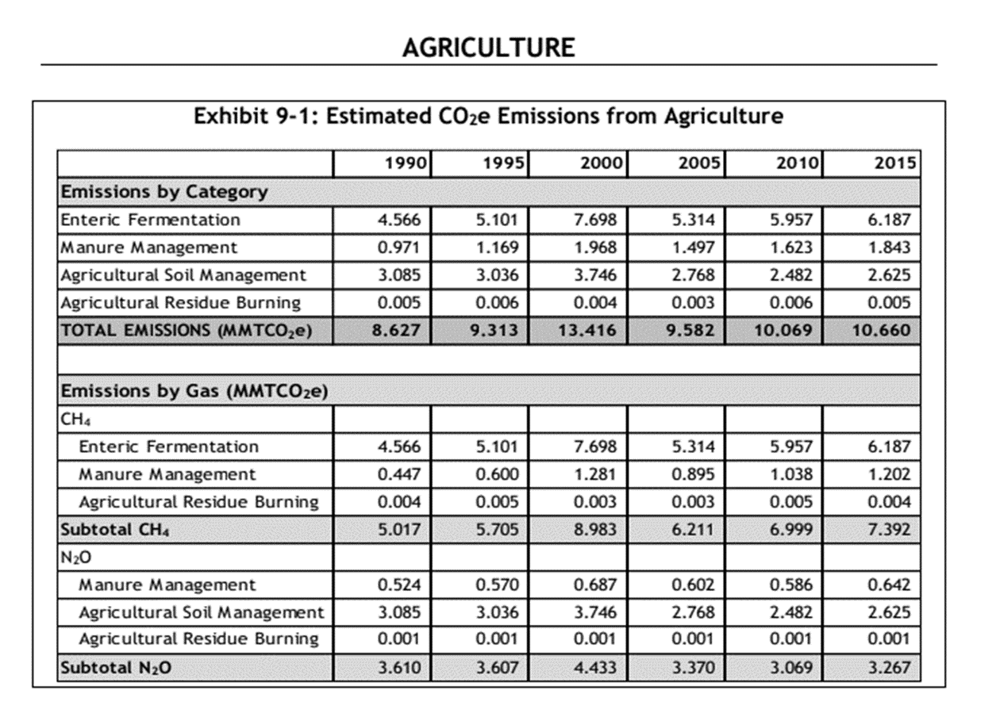 AGRICULTURE
Exhibit 9-1: Estimated CO₂e Emissions from Agriculture
1990 1995 2000 2005 2010 2015
Emissions by Category
Enteric Fermentation 4.566 5.101 7.698 5.314 5.957 6.187
Manure Management 0.971 1.169 1.968 1.497 1.623 1.843
Agricultural Soil Management 3.085 3.036 3.746 2.768 2.482 2.625
Agricultural Residue Burning 0.005 0.006 0.004 0.003 0.006 0.005
TOTAL EMISSIONS (MMTCO₂e) 8.627 9.313 13.416 9.582 10.069 10.660
Emissions by Gas (MMTCO₂e)
CH₄
Enteric Fermentation 4.566 5.101 7.698 5.314 5.957 6.187
Manure Management 0.447 0.600 1.281 0.895 1.038 1.202
Agricultural Residue Burning 0.004 0.005 0.003 0.003 0.005 0.004
Subtotal CH₄ 5.017 5.705 8.983 6.211 6.999 7.392
N₂O
Manure Management 0.524 0.570 0.687 0.602 0.586 0.642
Agricultural Soil Management 3.085 3.036 3.746 2.768 2.482 2.625
Agricultural Residue Burning 0.001 0.001 0.001 0.001 0.001 0.001
Subtotal N₂O 3.610 3.607 4.433 3.370 3.069 3.267